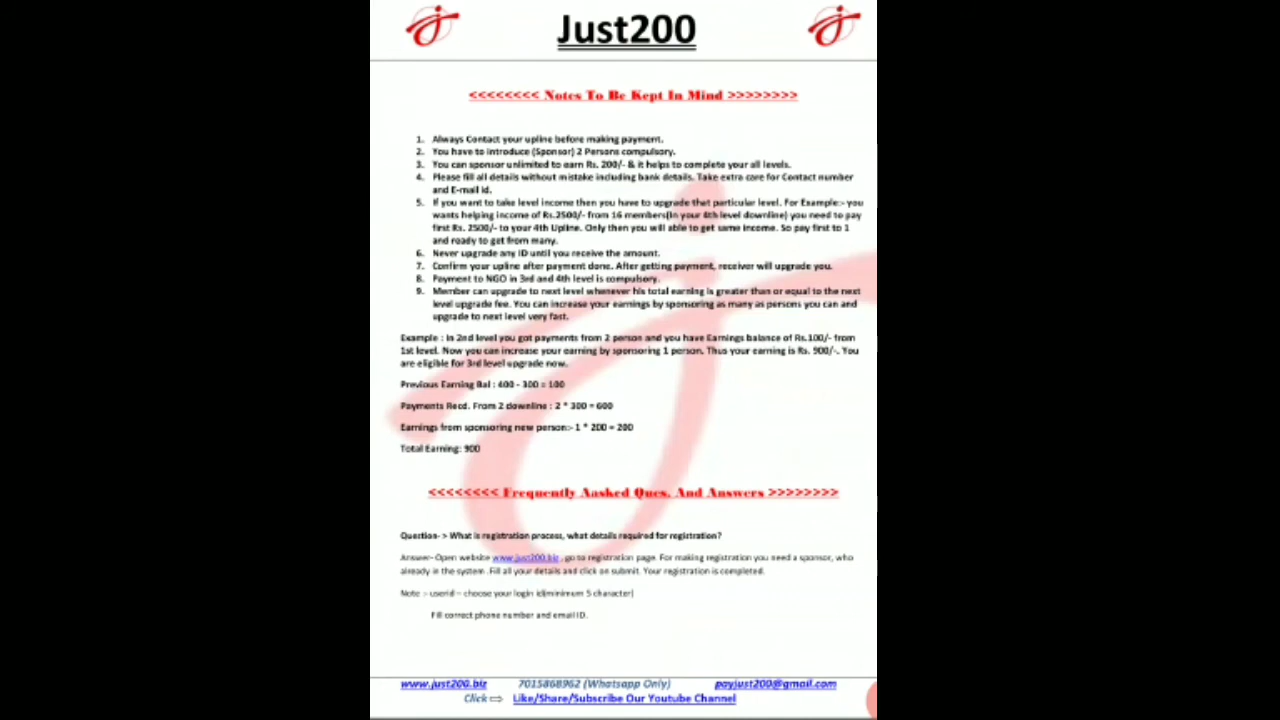 Just200
<<<<<<<< Notes To Be Kept In Mind >>>>>>>>
1. Always Contact your upline before making payment.
2. You have to introduce (Sponsor) 2 Persons compulsory.
3. You can sponsor unlimited to earn Rs. 200/- & it helps to complete your all levels.
4. Please fill all details without mistake including bank details. Take extra care for Contact number
and E-mail id.
5. If you want to take level income then you have to upgrade that particular level. For Example:- you
wants helping income of Rs.2500/- from 16 members(in your 4th level downline) you need to pay
first Rs. 2500/- to your 4th Upline. Only then you will able to get same income. So pay first to 1
and ready to get from many.
6. Never upgrade any ID until you receive the amount.
7. Confirm your upline after payment done. After getting payment, receiver will upgrade you.
8. Payment to NGO in 3rd and 4th level is compulsory.
9. Member can upgrade to next level whenever his total earning is greater than or equal to the next
level upgrade fee. You can increase your earnings by sponsoring as many as persons you can and
upgrade to next level very fast.
Example : In 2nd level you got payments from 2 person and you have Earnings balance of Rs.100/- from
1st level. Now you can increase your earning by sponsoring 1 person. Thus your earning is Rs. 900/-. You
are eligible for 3rd level upgrade now.
Previous Earning Bal : 400 - 300 = 100
Payments Recd. From 2 downline : 2 * 300 = 600
Earnings from sponsoring new person:- 1 * 200 = 200
Total Earning: 900
<<<<<<<< Frequently Aasked Ques. And Answers >>>>>>>>
Question- > What is registration process, what details required for registration?
Answer- Open website www.just200.biz , go to registration page. For making registration you need a sponsor, who
already in the system .Fill all your details and click on submit. Your registration is completed.
Note :- userid – choose your login id(minimum 5 character)
Fill correct phone number and email ID.
www.just200.biz 7015868962 (Whatsapp Only) payjust200@gmail.com
Click ⇨ Like/Share/Subscribe Our Youtube Channel